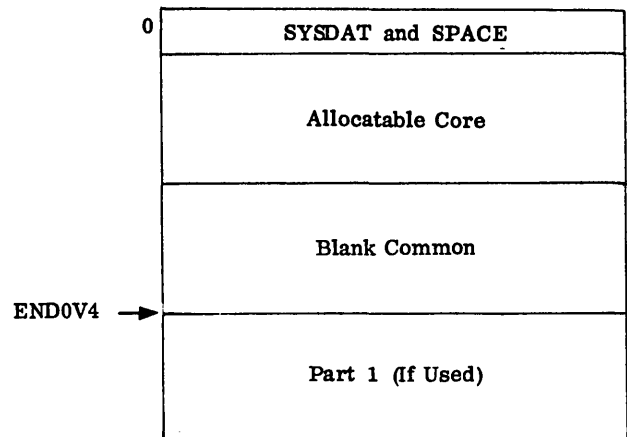 0
SYSDAT and SPACE
Allocatable Core
Blank Common
END0V4
Part 1 (If Used)